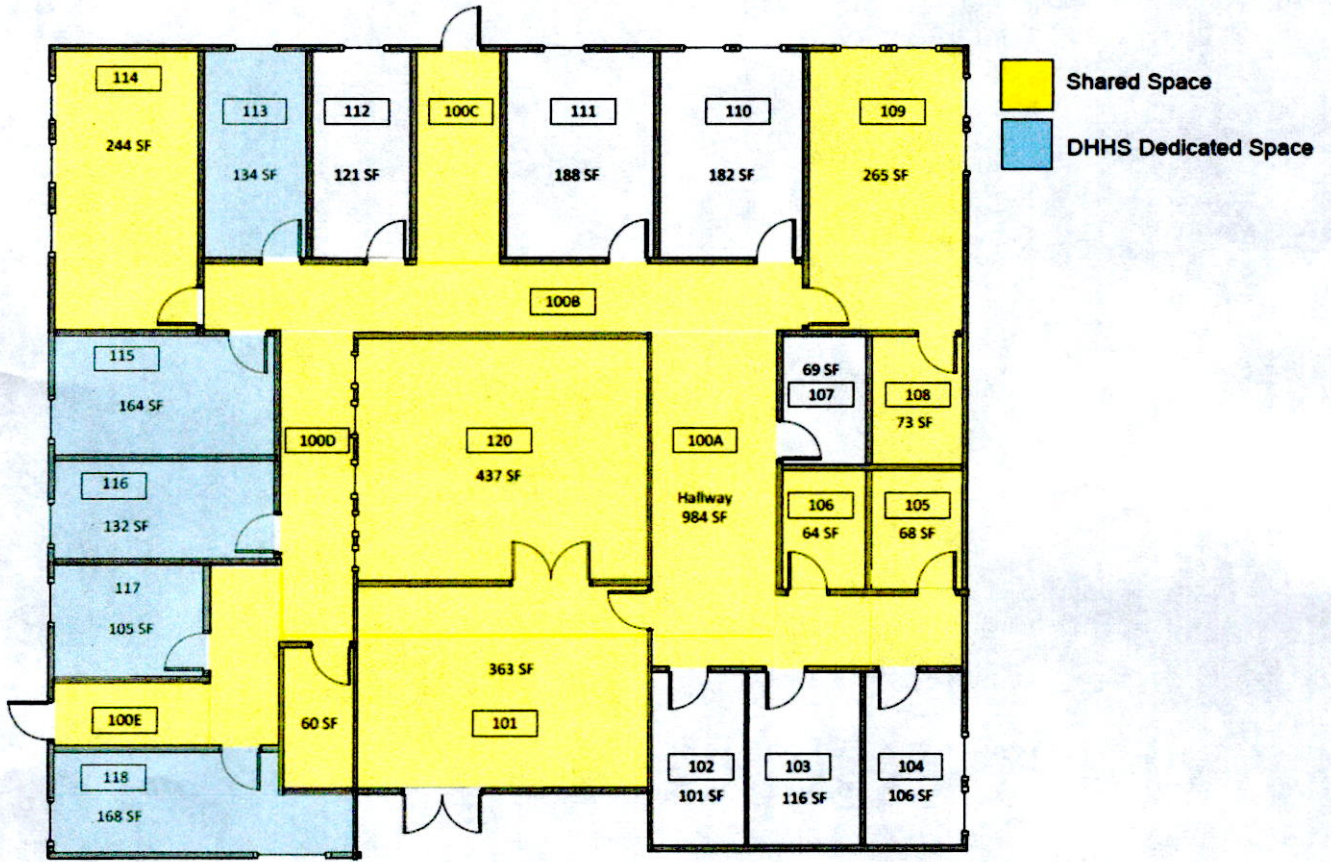 114
244 SF
113
134 SF
112
121 SF
100C
111
188 SF
110
182 SF
109
265 SF
Shared Space
DHHS Dedicated Space
100B
115
164 SF
100D
120
437 SF
100A
Hallway
984 SF
69 SF
107
108
73 SF
116
132 SF
106
64 SF
105
68 SF
117
105 SF
100E
60 SF
363 SF
101
118
168 SF
102
101 SF
103
116 SF
104
106 SF